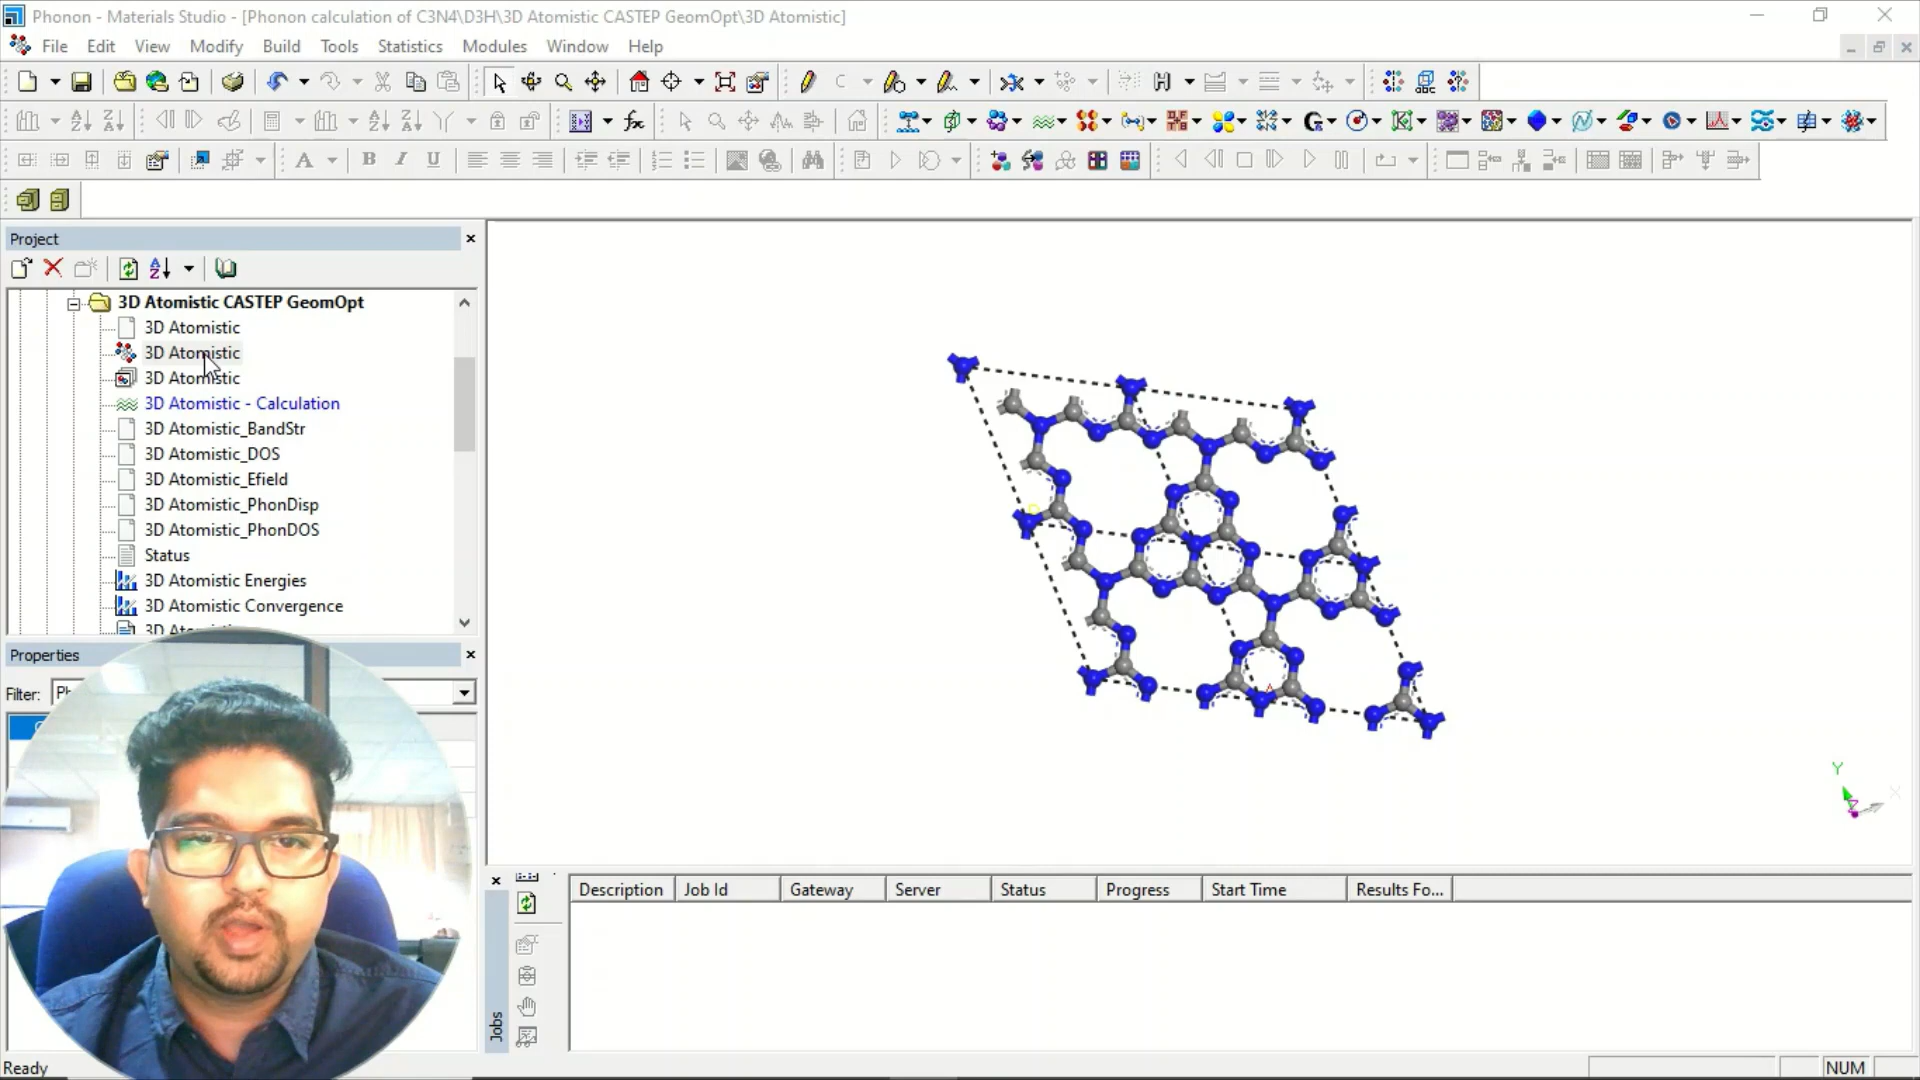 Phonon - Materials Studio - [Phonon calculation of C3N4\D3H\3D Atomistic CASTEP GeomOpt\3D Atomistic]
File Edit View Modify Build Tools Statistics Modules Window Help
Project
3D Atomistic CASTEP GeomOpt
3D Atomistic
3D Atomistic
3D Atomistic
3D Atomistic - Calculation
3D Atomistic_BandStr
3D Atomistic_DOS
3D Atomistic_Efield
3D Atomistic_PhonDisp
3D Atomistic_PhonDOS
Status
3D Atomistic Energies
3D Atomistic Convergence
Properties
Filter:
Y
Z
X
Description Job Id Gateway Server Status Progress Start Time Results Fo...
Jobs
Ready
NUM